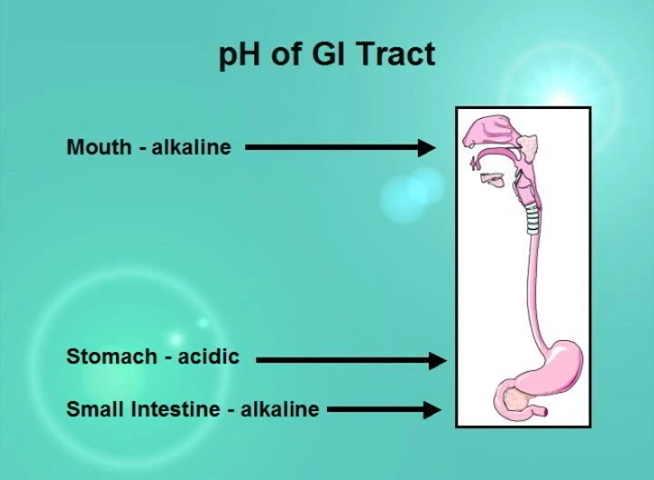 pH of GI Tract
Mouth - alkaline
Stomach - acidic
Small Intestine - alkaline